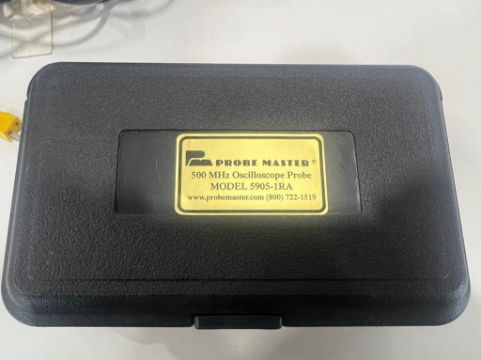 PROBE MASTER®
500 MHz Oscilloscope Probe
MODEL 5905-1RA
www.probemaster.com (800) 722-1519